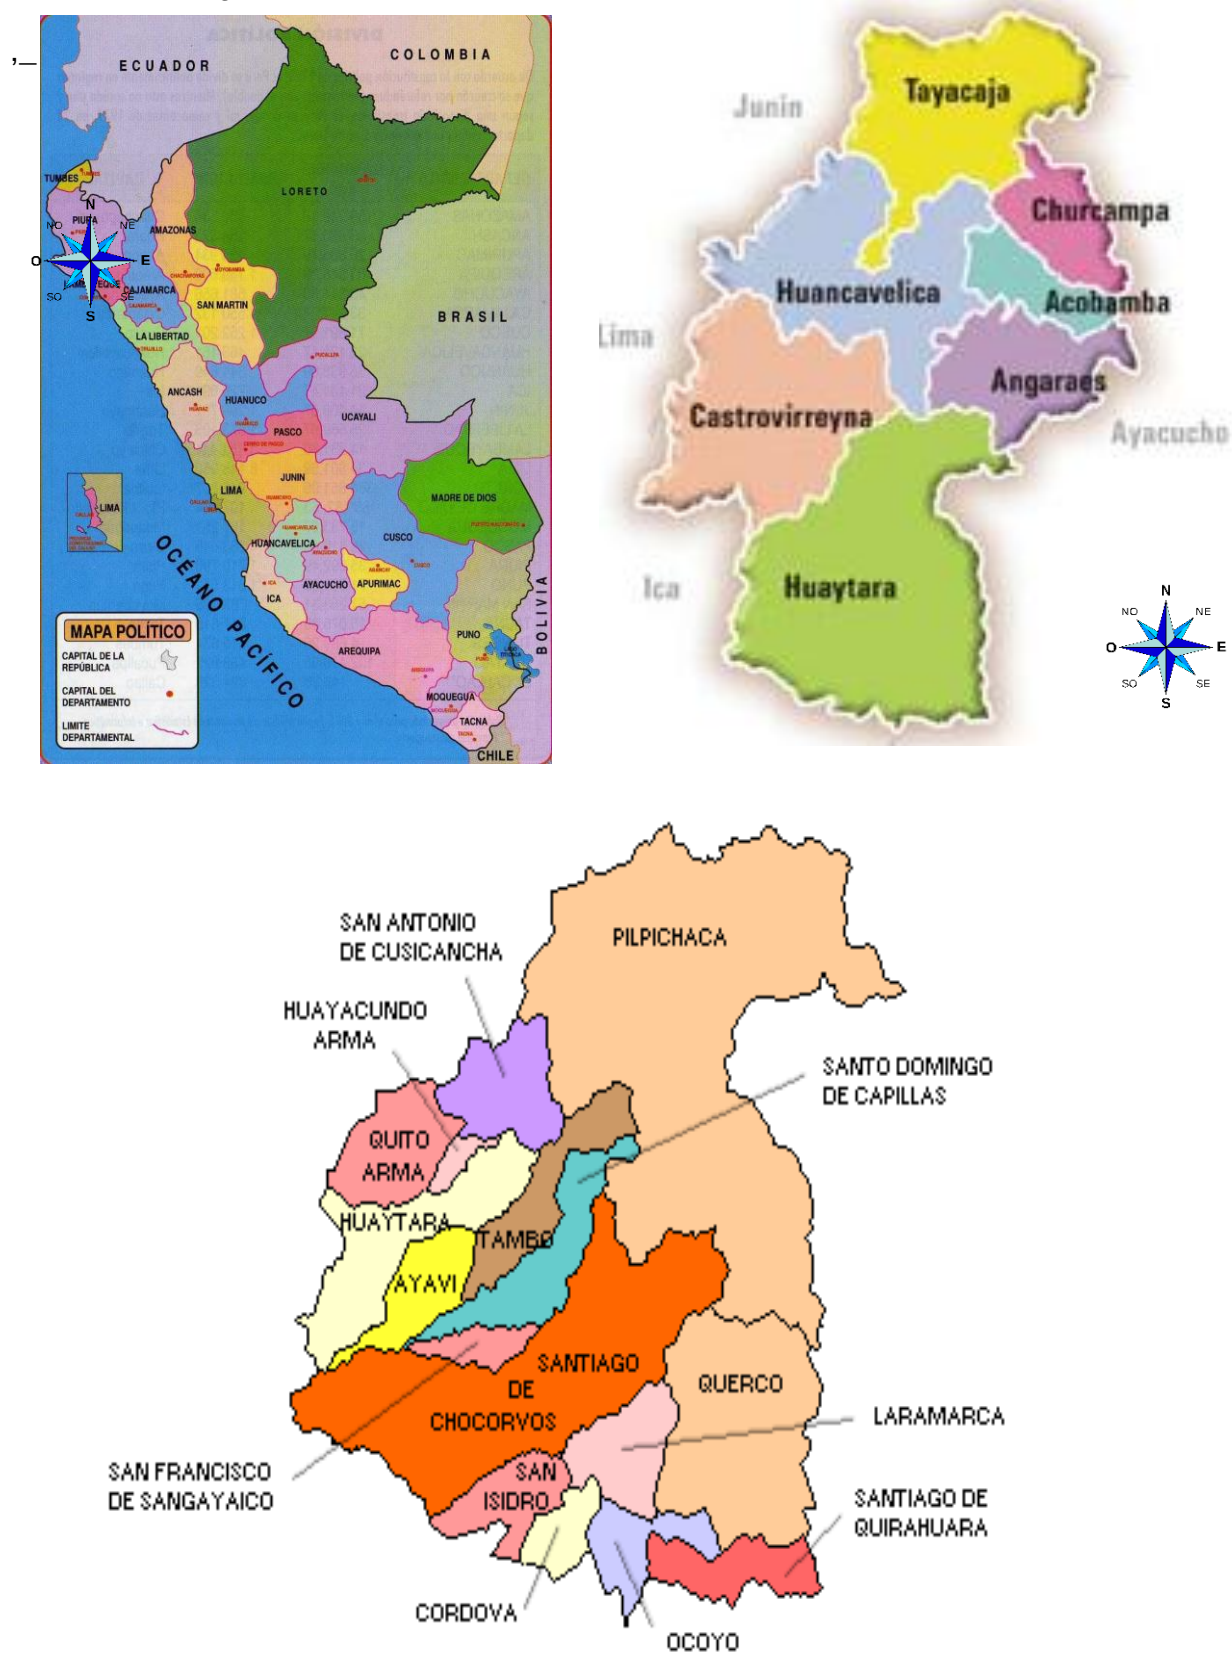 ECUADOR
COLOMBIA
TUMBES
PIURA
AMAZONAS
LORETO
CAJAMARCA
SAN MARTIN
LA LIBERTAD
BRASIL
ANCASH
HUANUCO
UCAYALI
PASCO
LIMA
JUNIN
MADRE DE DIOS
LIMA
HUANCAVELICA
CUSCO
AYACUCHO
APURIMAC
ICA
OCÉANO PACÍFICO
BOLIVIA
PUNO
AREQUIPA
MOQUEGUA
TACNA
CHILE
N
NO
NE
O
E
SO
SE
S
MAPA POLÍTICO
CAPITAL DE LA
REPÚBLICA
CAPITAL DEL
DEPARTAMENTO
LIMITE
DEPARTAMENTAL
Tayacaja
Junin
Churcampa
Huancavelica
Acobamba
Lima
Angaraes
Castrovirreyna
Ayacucho
Ica
Huaytara
N
NO
NE
O
E
SO
SE
S
SAN ANTONIO
DE CUSICANCHA
PILPICHACA
HUAYACUNDO
ARMA
SANTO DOMINGO
DE CAPILLAS
QUITO
ARMA
HUAYTARA
TAMBO
AYAVI
SANTIAGO
DE
CHOCORVOS
QUERCO
LARAMARCA
SAN FRANCISCO
DE SANGAYAICO
SAN
ISIDRO
SANTIAGO DE
QUIRAHUARA
CORDOVA
OCOYO